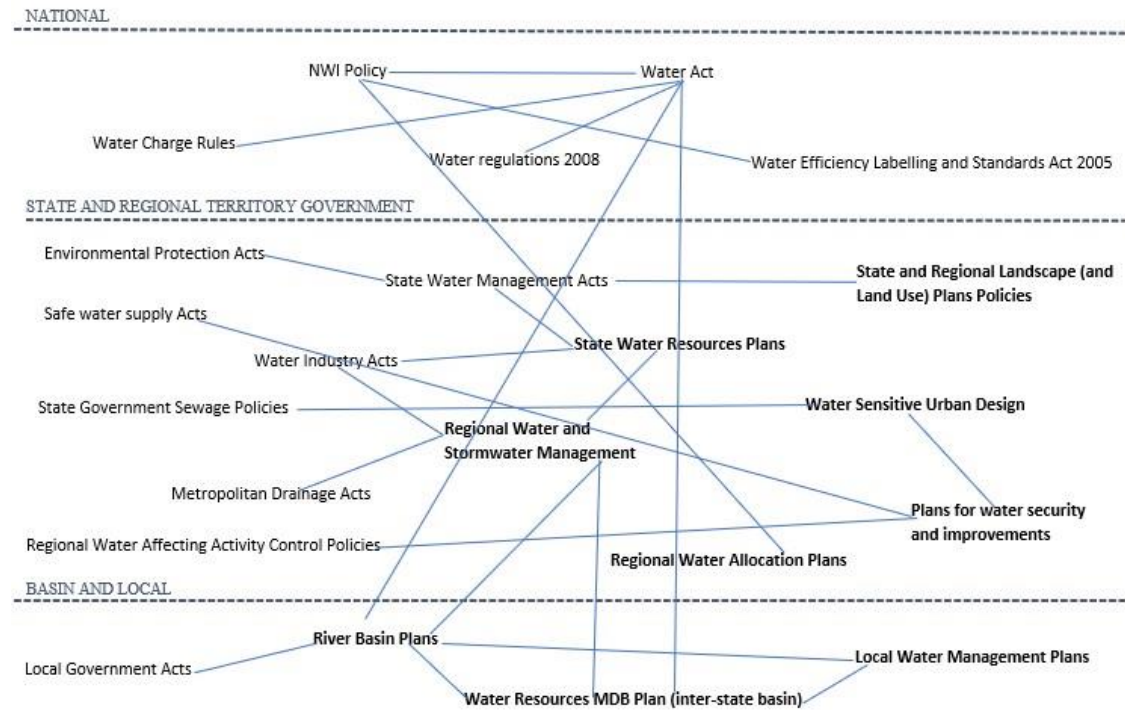 NATIONAL
NWI Policy
Water Act
Water Charge Rules
Water regulations 2008
Water Efficiency Labelling and Standards Act 2005
STATE AND REGIONAL TERRITORY GOVERNMENT
Environmental Protection Acts
State Water Management Acts
State and Regional Landscape (and
Land Use) Plans Policies
Safe water supply Acts
State Water Resources Plans
Water Industry Acts
State Government Sewage Policies
Water Sensitive Urban Design
Regional Water and
Stormwater Management
Metropolitan Drainage Acts
Plans for water security
and improvements
Regional Water Affecting Activity Control Policies
Regional Water Allocation Plans
BASIN AND LOCAL
River Basin Plans
Local Government Acts
Local Water Management Plans
Water Resources MDB Plan (inter-state basin)